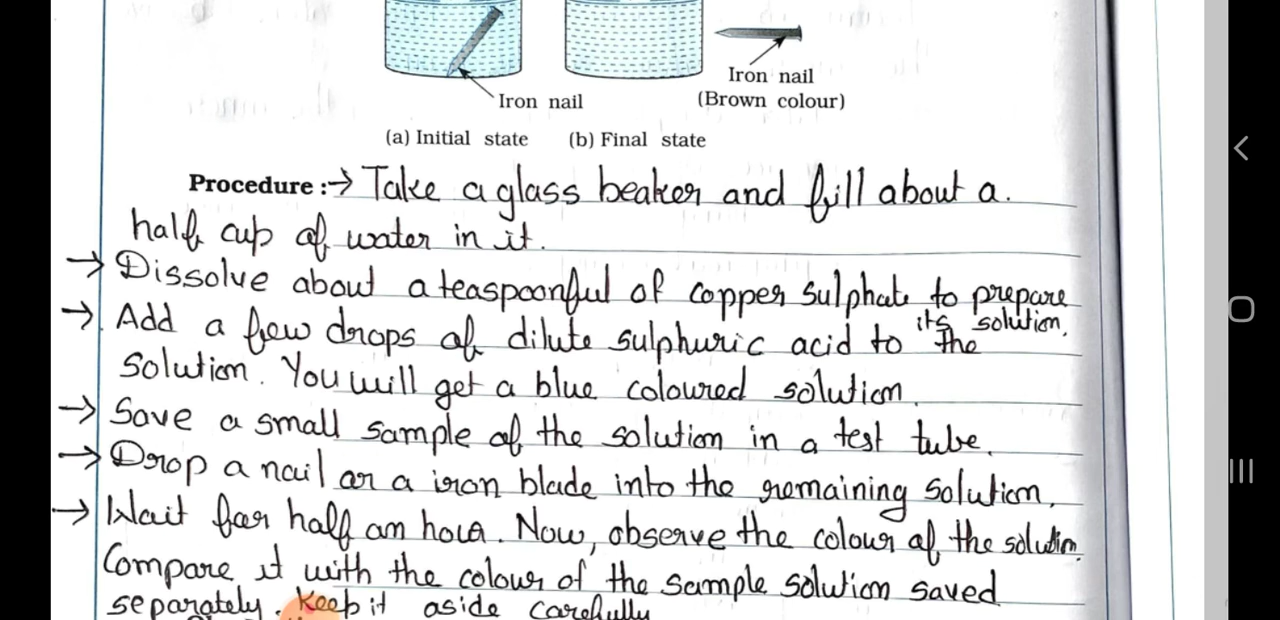 Iron nail
Iron nail
(Brown colour)
(a) Initial state (b) Final state
Procedure :→ Take a glass beaker and fill about a.
half cup of water in it.
→ Dissolve about a teaspoonful of copper sulphate to prepare
its solution.
→ Add a few drops of dilute sulphuric acid to the
solution. You will get a blue coloured solution.
→ Save a small sample of the solution in a test tube.
→ Drop a nail or a iron blade into the remaining solution.
→ Wait for half an hour. Now, observe the colour of the solution.
Compare it with the colour of the sample solution saved
separately. Keep it aside carefully